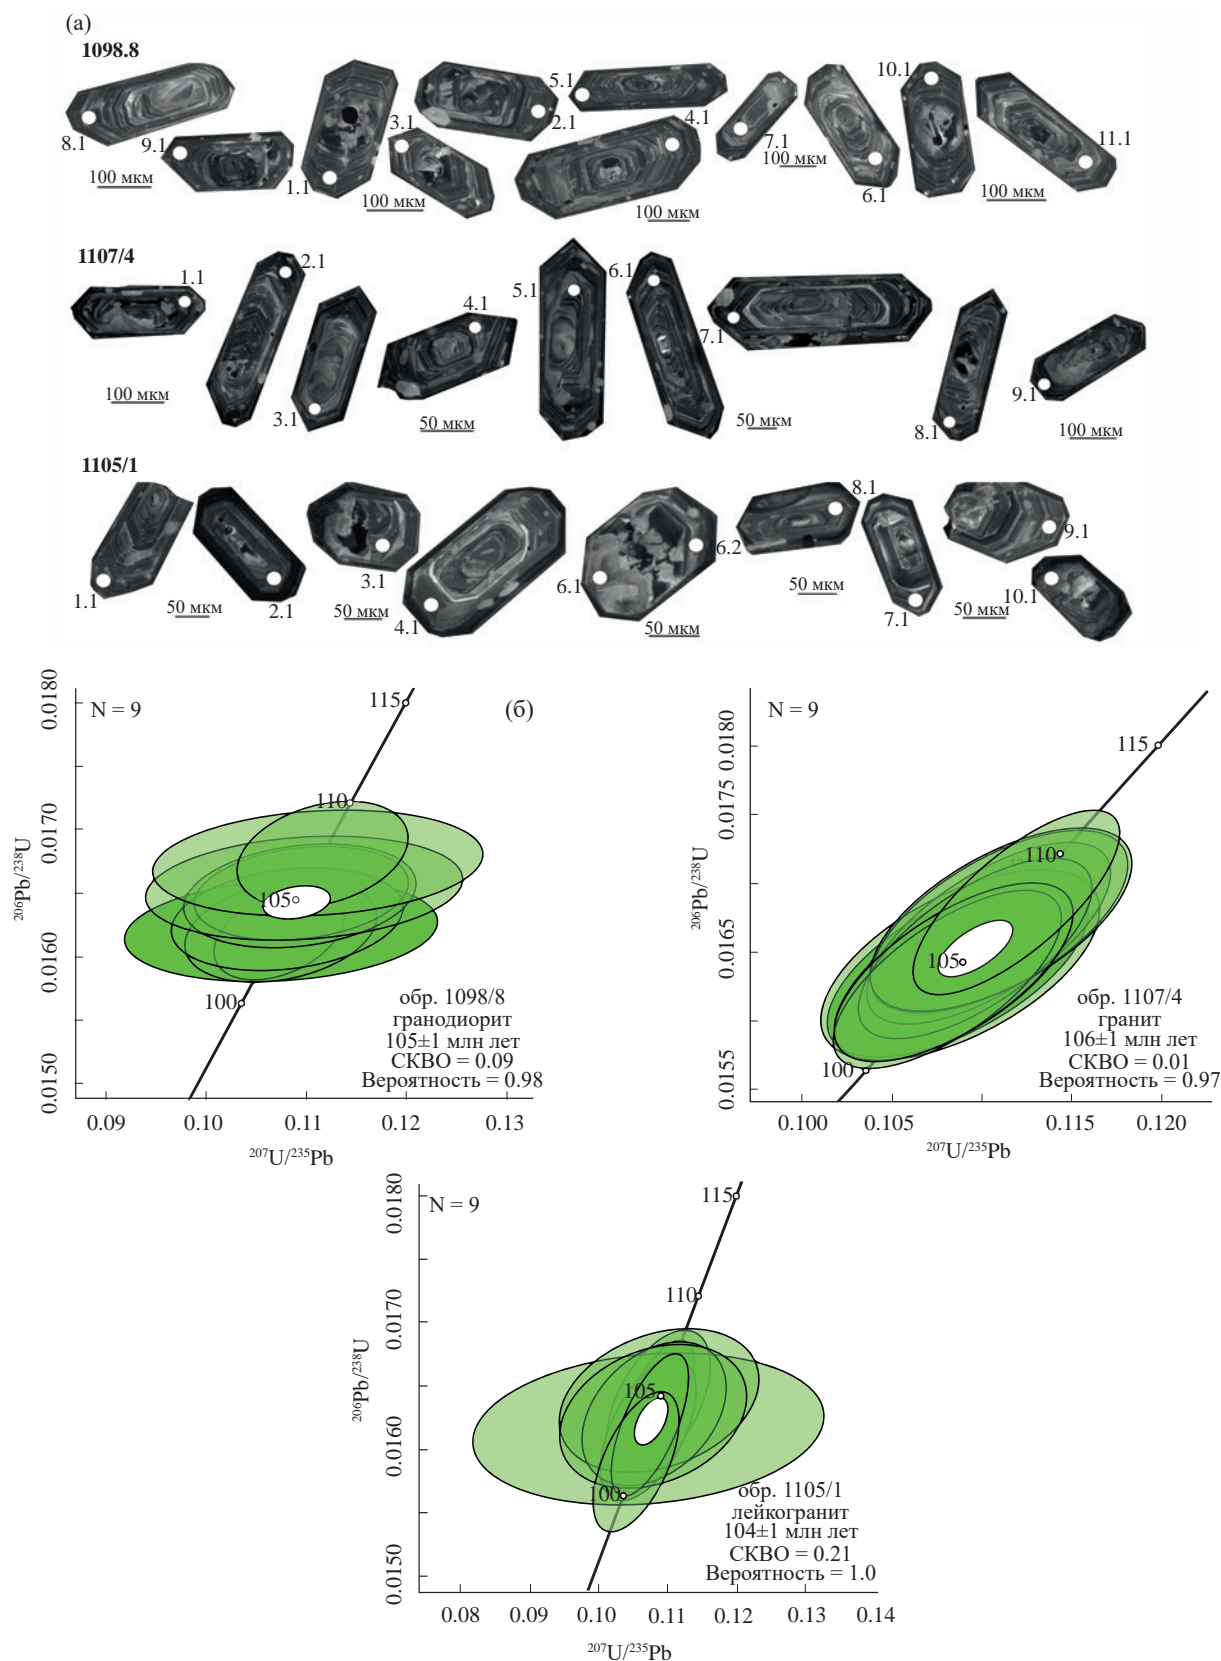 (а)
1098.8
8.1
9.1
100 мкм
1.1
3.1
100 мкм
5.1
2.1
4.1
100 мкм
7.1
100 мкм
6.1
10.1
100 мкм
11.1
1107/4
1.1
100 мкм
2.1
3.1
4.1
50 мкм
5.1
6.1
7.1
50 мкм
8.1
9.1
100 мкм
1105/1
1.1
50 мкм
2.1
3.1
50 мкм
4.1
6.1
6.2
50 мкм
8.1
50 мкм
7.1
9.1
50 мкм
10.1
(б)
N = 9
115
110
105
100
0.0180
0.0170
0.0160
0.0150
²⁰⁶Pb/²³⁸U
обр. 1098/8
гранодиорит
105±1 млн лет
СКВО = 0.09
Вероятность = 0.98
0.09 0.10 0.11 0.12 0.13
²⁰⁷U/²³⁵Pb
N = 9
115
110
105
100
0.0180
0.0175
0.0165
0.0155
²⁰⁶Pb/²³⁸U
обр. 1107/4
гранит
106±1 млн лет
СКВО = 0.01
Вероятность = 0.97
0.100 0.105 0.115 0.120
²⁰⁷U/²³⁵Pb
N = 9
115
110
105
100
0.0180
0.0170
0.0160
0.0150
²⁰⁶Pb/²³⁸U
обр. 1105/1
лейкогранит
104±1 млн лет
СКВО = 0.21
Вероятность = 1.0
0.08 0.09 0.10 0.11 0.12 0.13 0.14
²⁰⁷U/²³⁵Pb